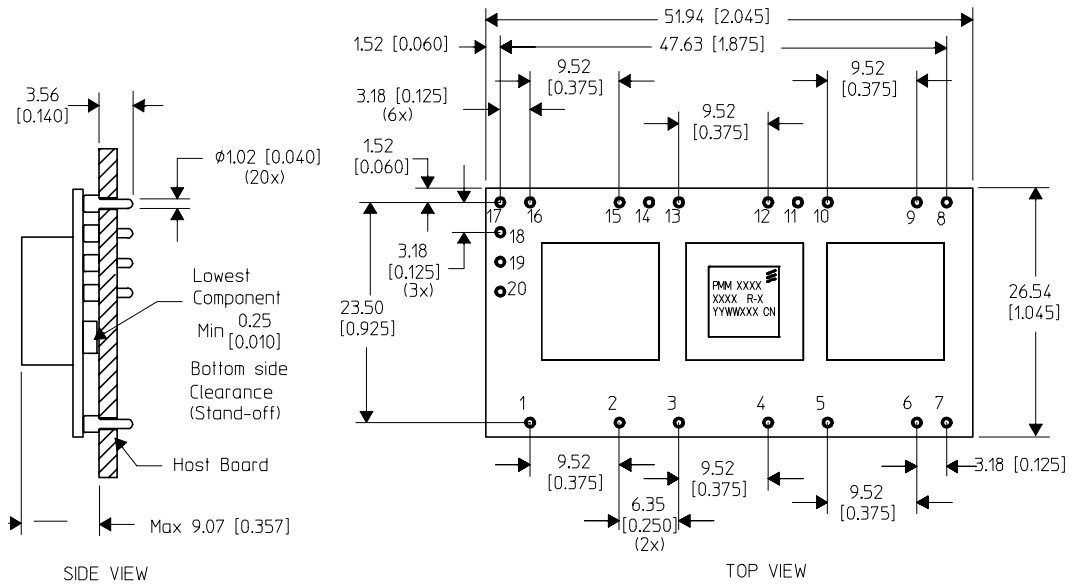 51.94 [2.045]
1.52 [0.060]
47.63 [1.875]
9.52
[0.375]
9.52
[0.375]
3.56
[0.140]
3.18 [0.125]
(6x)
9.52
[0.375]
ø1.02 [0.040]
(20x)
1.52
[0.060]
17
16
15
14
13
12
11
10
9
8
18
19
20
3.18
[0.125]
(3x)
Lowest
Component
Min 0.25
[0.010]
Bottom side
Clearance
(Stand-off)
23.50
[0.925]
PMM XXXX
XXXX R-X
YYWWXXX CN
26.54
[1.045]
1
2
3
4
5
6
7
Host Board
9.52
[0.375]
9.52
[0.375]
3.18 [0.125]
6.35
[0.250]
(2x)
9.52
[0.375]
Max 9.07 [0.357]
SIDE VIEW
TOP VIEW